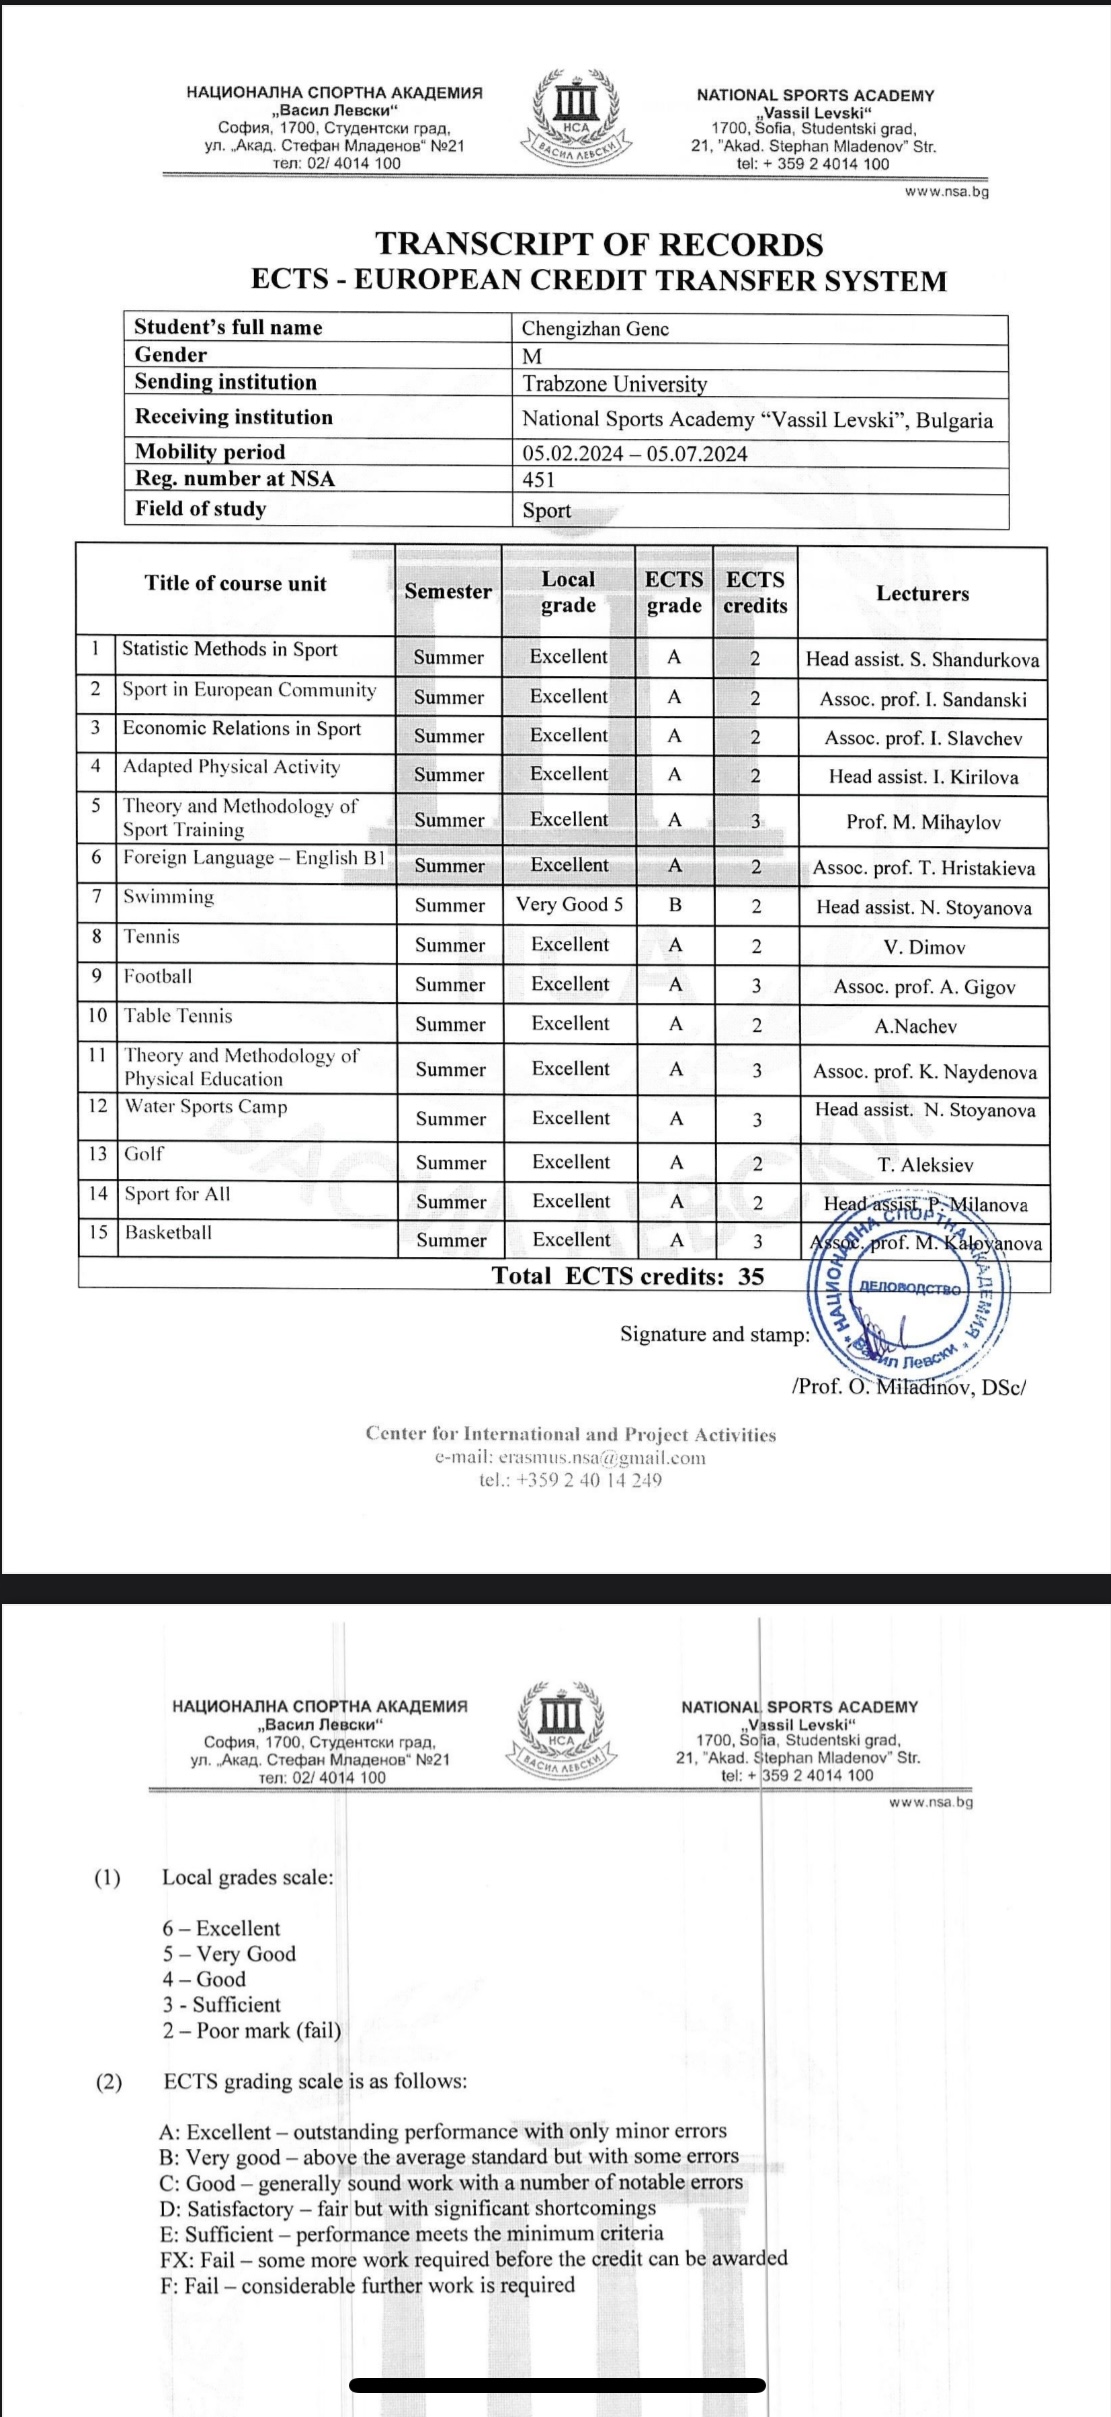 НАЦИОНАЛНА СПОРТНА АКАДЕМИЯ
„Васил Левски“
София, 1700, Студентски град,
ул. „Акад. Стефан Младенов“ №21
тел: 02/ 4014 100
НСА
ВАСИЛ ЛЕВСКИ
NATIONAL SPORTS ACADEMY
„Vassil Levski“
1700, Sofia, Studentski grad,
21, "Akad. Stephan Mladenov" Str.
tel: + 359 2 4014 100
www.nsa.bg
TRANSCRIPT OF RECORDS
ECTS - EUROPEAN CREDIT TRANSFER SYSTEM
Student's full name Chengizhan Genc
Gender M
Sending institution Trabzone University
Receiving institution National Sports Academy “Vassil Levski”, Bulgaria
Mobility period 05.02.2024 – 05.07.2024
Reg. number at NSA 451
Field of study Sport
Title of course unit Semester Local grade ECTS grade ECTS credits Lecturers
1 Statistic Methods in Sport Summer Excellent A 2 Head assist. S. Shandurkova
2 Sport in European Community Summer Excellent A 2 Assoc. prof. I. Sandanski
3 Economic Relations in Sport Summer Excellent A 2 Assoc. prof. I. Slavchev
4 Adapted Physical Activity Summer Excellent A 2 Head assist. I. Kirilova
5 Theory and Methodology of Sport Training Summer Excellent A 3 Prof. M. Mihaylov
6 Foreign Language – English B1 Summer Excellent A 2 Assoc. prof. T. Hristakieva
7 Swimming Summer Very Good 5 B 2 Head assist. N. Stoyanova
8 Tennis Summer Excellent A 2 V. Dimov
9 Football Summer Excellent A 3 Assoc. prof. A. Gigov
10 Table Tennis Summer Excellent A 2 A.Nachev
11 Theory and Methodology of Physical Education Summer Excellent A 3 Assoc. prof. K. Naydenova
12 Water Sports Camp Summer Excellent A 3 Head assist. N. Stoyanova
13 Golf Summer Excellent A 2 T. Aleksiev
14 Sport for All Summer Excellent A 2 Head assist. P. Milanova
15 Basketball Summer Excellent A 3 Assoc. prof. M. Kaloyanova
Total ECTS credits: 35
НАЦИОНАЛНА СПОРТНА АКАДЕМИЯ
ДЕЛОВОДСТВО
Васил Левски
Signature and stamp:
/Prof. O. Miladinov, DSc/
Center for International and Project Activities
e-mail: erasmus.nsa@gmail.com
tel.: +359 2 40 14 249
НАЦИОНАЛНА СПОРТНА АКАДЕМИЯ
„Васил Левски“
София, 1700, Студентски град,
ул. „Акад. Стефан Младенов“ №21
тел: 02/ 4014 100
НСА
ВАСИЛ ЛЕВСКИ
NATIONAL SPORTS ACADEMY
„Vassil Levski“
1700, Sofia, Studentski grad,
21, "Akad. Stephan Mladenov" Str.
tel: + 359 2 4014 100
www.nsa.bg
(1) Local grades scale:
6 – Excellent
5 – Very Good
4 – Good
3 - Sufficient
2 – Poor mark (fail)
(2) ECTS grading scale is as follows:
A: Excellent – outstanding performance with only minor errors
B: Very good – above the average standard but with some errors
C: Good – generally sound work with a number of notable errors
D: Satisfactory – fair but with significant shortcomings
E: Sufficient – performance meets the minimum criteria
FX: Fail – some more work required before the credit can be awarded
F: Fail – considerable further work is required